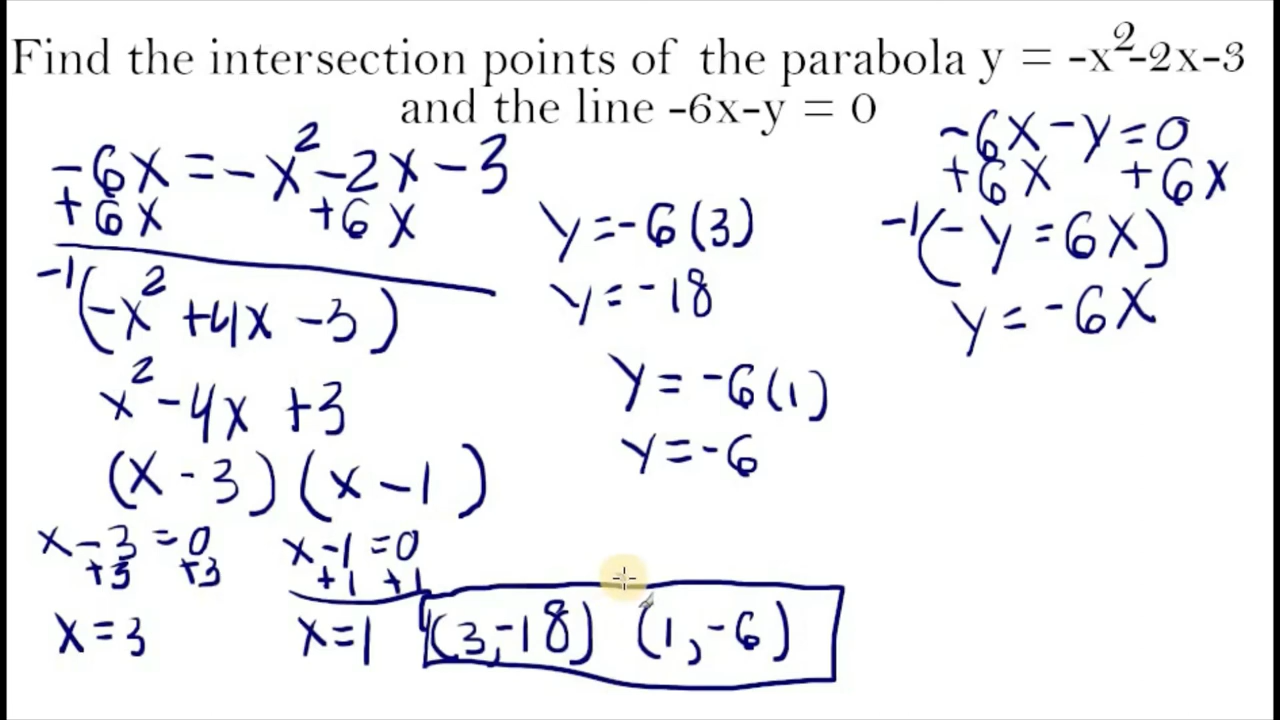 Find the intersection points of the parabola y = -x²-2x-3
and the line -6x-y = 0
-6x = -x² -2x -3
+6x +6x
-1(-x² +4x -3)
x² -4x +3
(x -3) (x -1)
x -3 = 0
+3 +3
x = 3
x -1 = 0
+1 +1
x = 1
y = -6(3)
y = -18
y = -6(1)
y = -6
-6x - y = 0
+6x +6x
-1(-y = 6x)
y = -6x
(3,-18) (1,-6)